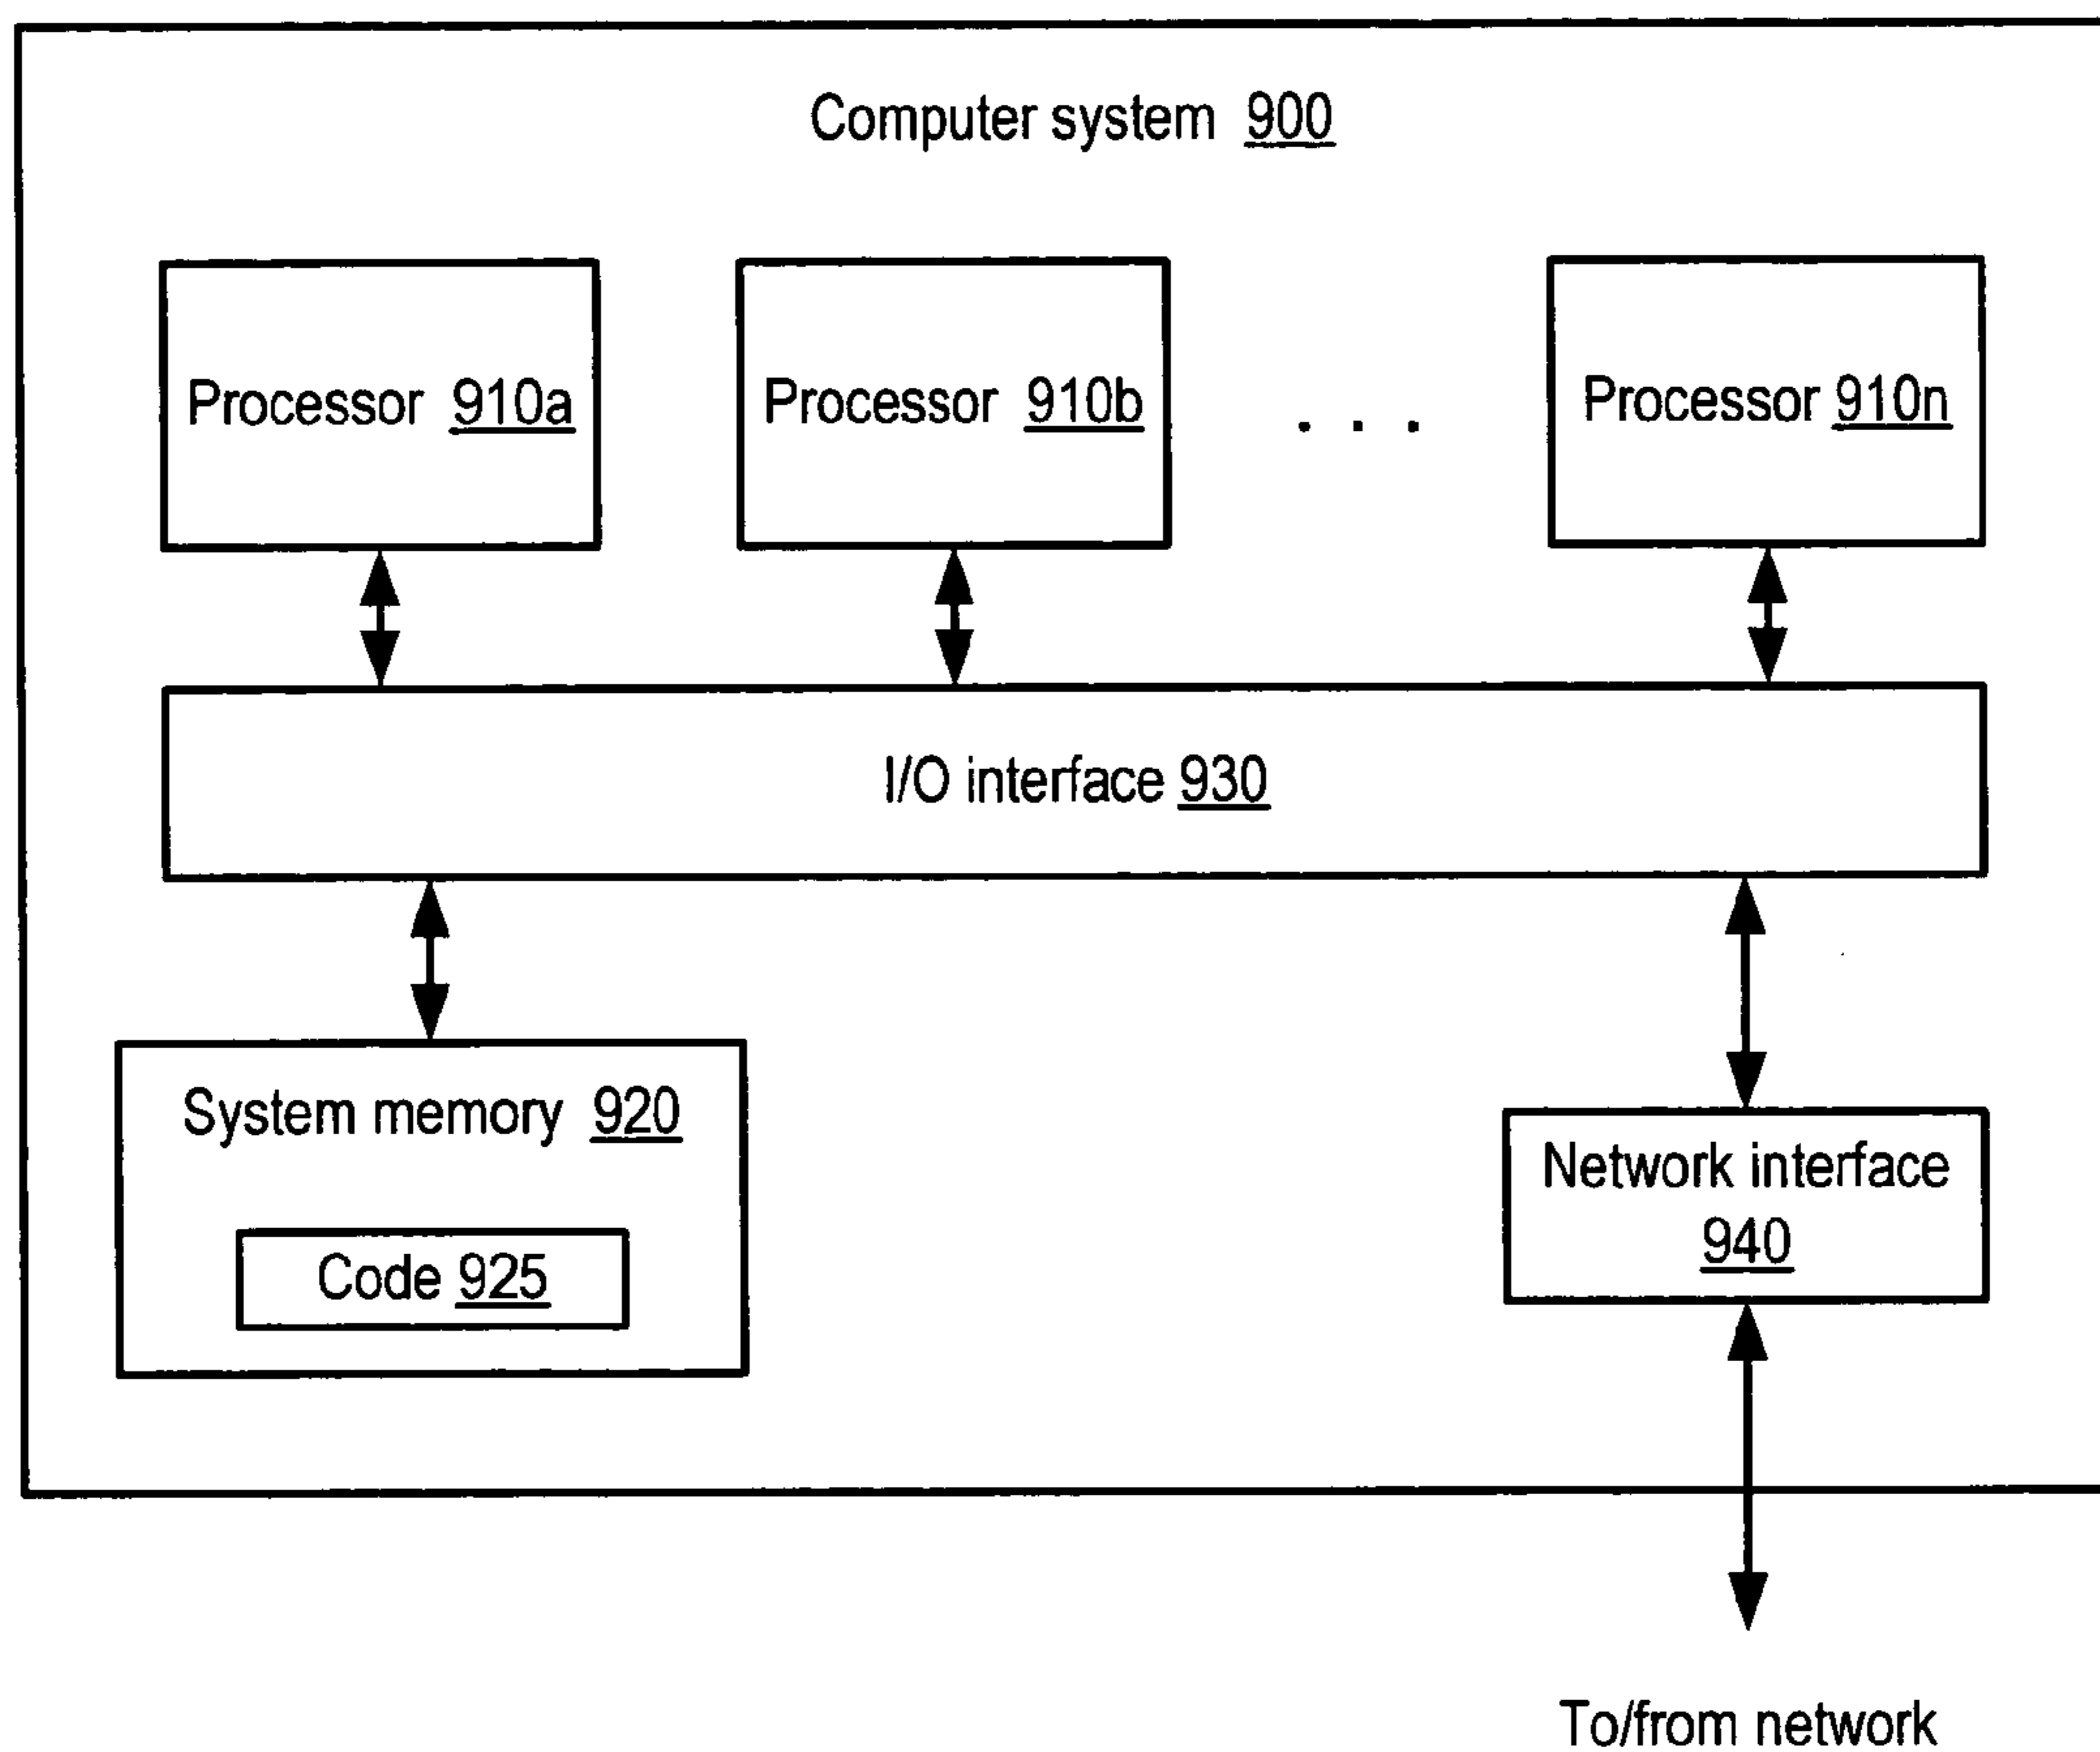 Computer system 900
Processor 910a
Processor 910b
. . .
Processor 910n
I/O interface 930
System memory 920
Code 925
Network interface
940
To/from network